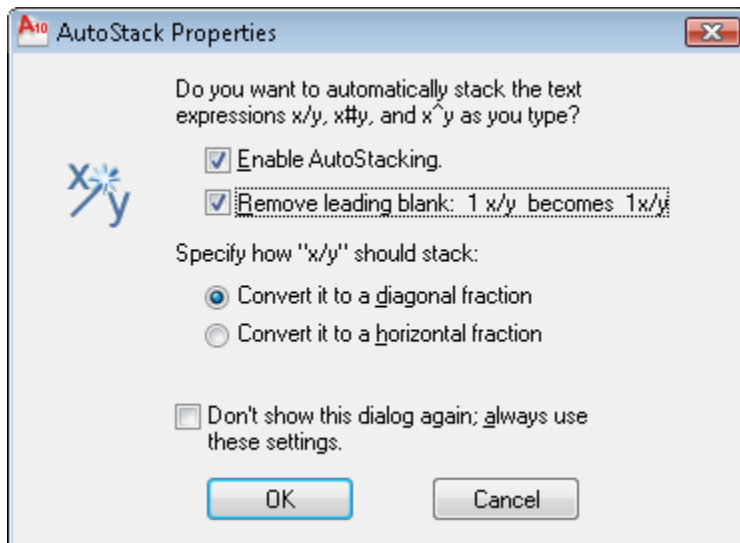 A10 AutoStack Properties
Do you want to automatically stack the text
expressions x/y, x#y, and x^y as you type?
x/y
Enable AutoStacking.
Remove leading blank: 1 x/y becomes 1x/y
Specify how "x/y" should stack:
Convert it to a diagonal fraction
Convert it to a horizontal fraction
Don't show this dialog again; always use
these settings.
OK Cancel